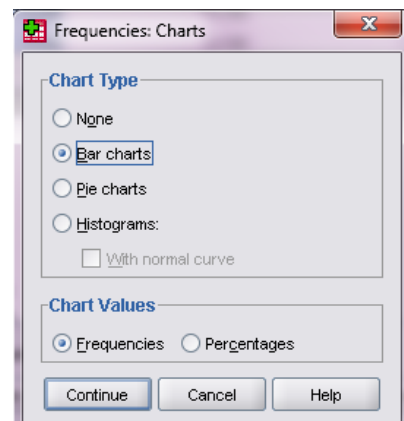 Frequencies: Charts
Chart Type
None
Bar charts
Pie charts
Histograms:
With normal curve
Chart Values
Frequencies Percentages
Continue Cancel Help